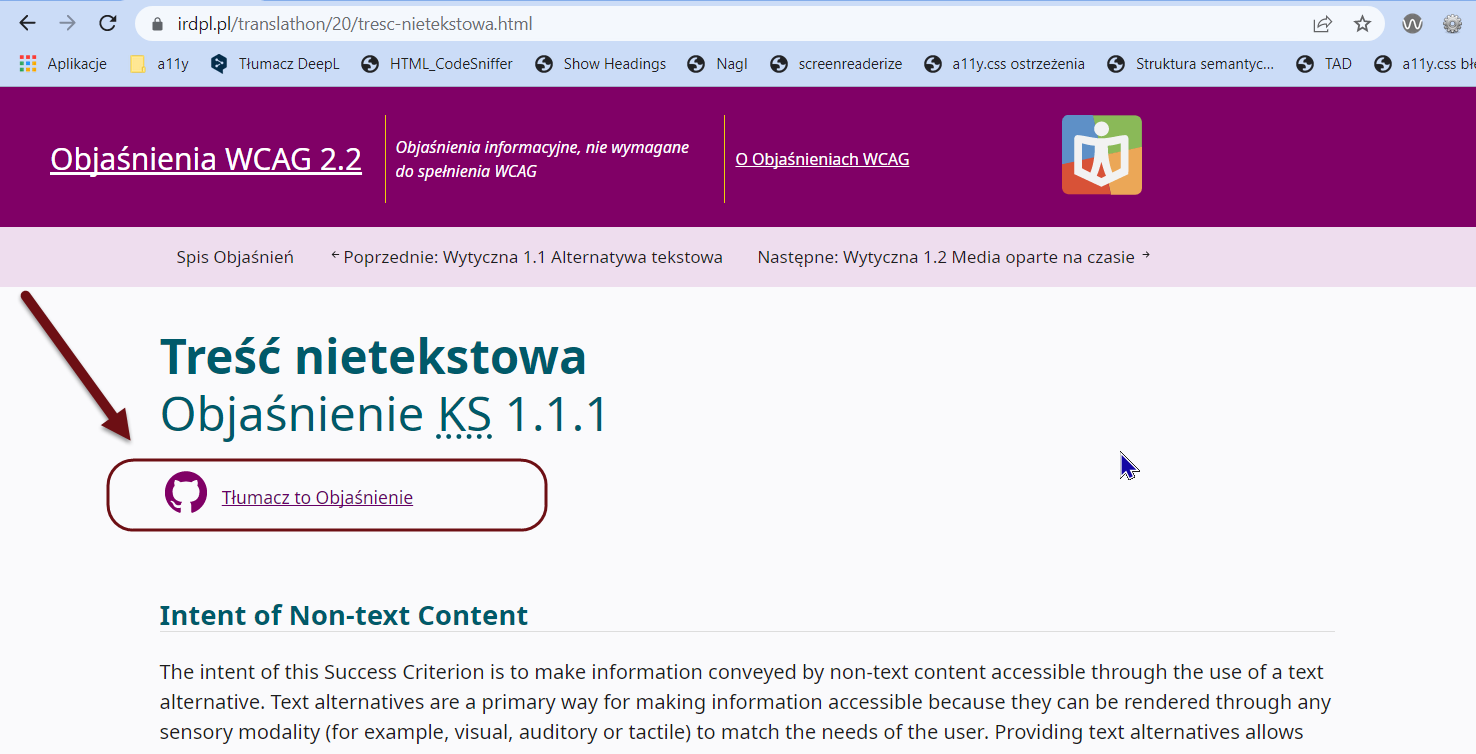 irdpl.pl/translathon/20/tresc-nietekstowa.html
Aplikacje a11y Tłumacz DeepL HTML_CodeSniffer Show Headings Nagl screenreaderize a11y.css ostrzeżenia Struktura semantyc... TAD a11y.css błę
Objaśnienia WCAG 2.2
Objaśnienia informacyjne, nie wymagane
do spełnienia WCAG
O Objaśnieniach WCAG
Spis Objaśnień ← Poprzednie: Wytyczna 1.1 Alternatywa tekstowa Następne: Wytyczna 1.2 Media oparte na czasie →
Treść nietekstowa
Objaśnienie KS 1.1.1
Tłumacz to Objaśnienie
Intent of Non-text Content
The intent of this Success Criterion is to make information conveyed by non-text content accessible through the use of a text
alternative. Text alternatives are a primary way for making information accessible because they can be rendered through any
sensory modality (for example, visual, auditory or tactile) to match the needs of the user. Providing text alternatives allows